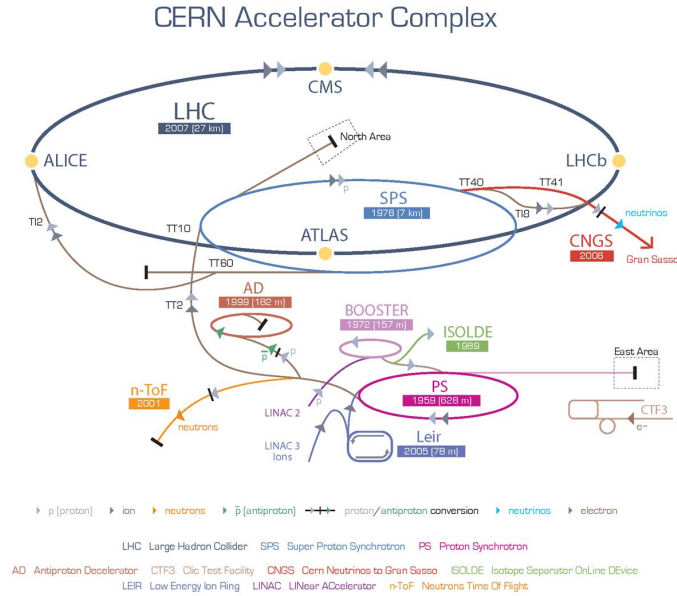 CERN Accelerator Complex
CMS
LHC
2007 (27 km)
North Area
ALICE
LHCb
p
TT40
TT41
SPS
1976 (7 km)
TI8
TI2
TT10
neutrinos
ATLAS
CNGS
2006
Gran Sasso
TT60
AD
1999 (182 m)
TT2
BOOSTER
1972 (157 m)
ISOLDE
1989
p
p
East Area
n-ToF
2001
PS
1959 (628 m)
LINAC 2
p
neutrons
CTF3
e-
Leir
2005 (78 m)
LINAC 3
Ions
p (proton) ion neutrons p̄ (antiproton) proton/antiproton conversion neutrinos electron
LHC Large Hadron Collider SPS Super Proton Synchrotron PS Proton Synchrotron
AD Antiproton Decelerator CTF3 Clic Test Facility CNGS Cern Neutrinos to Gran Sasso ISOLDE Isotope Separator OnLine DEvice
LEIR Low Energy Ion Ring LINAC LINear ACcelerator n-ToF Neutrons Time Of Flight